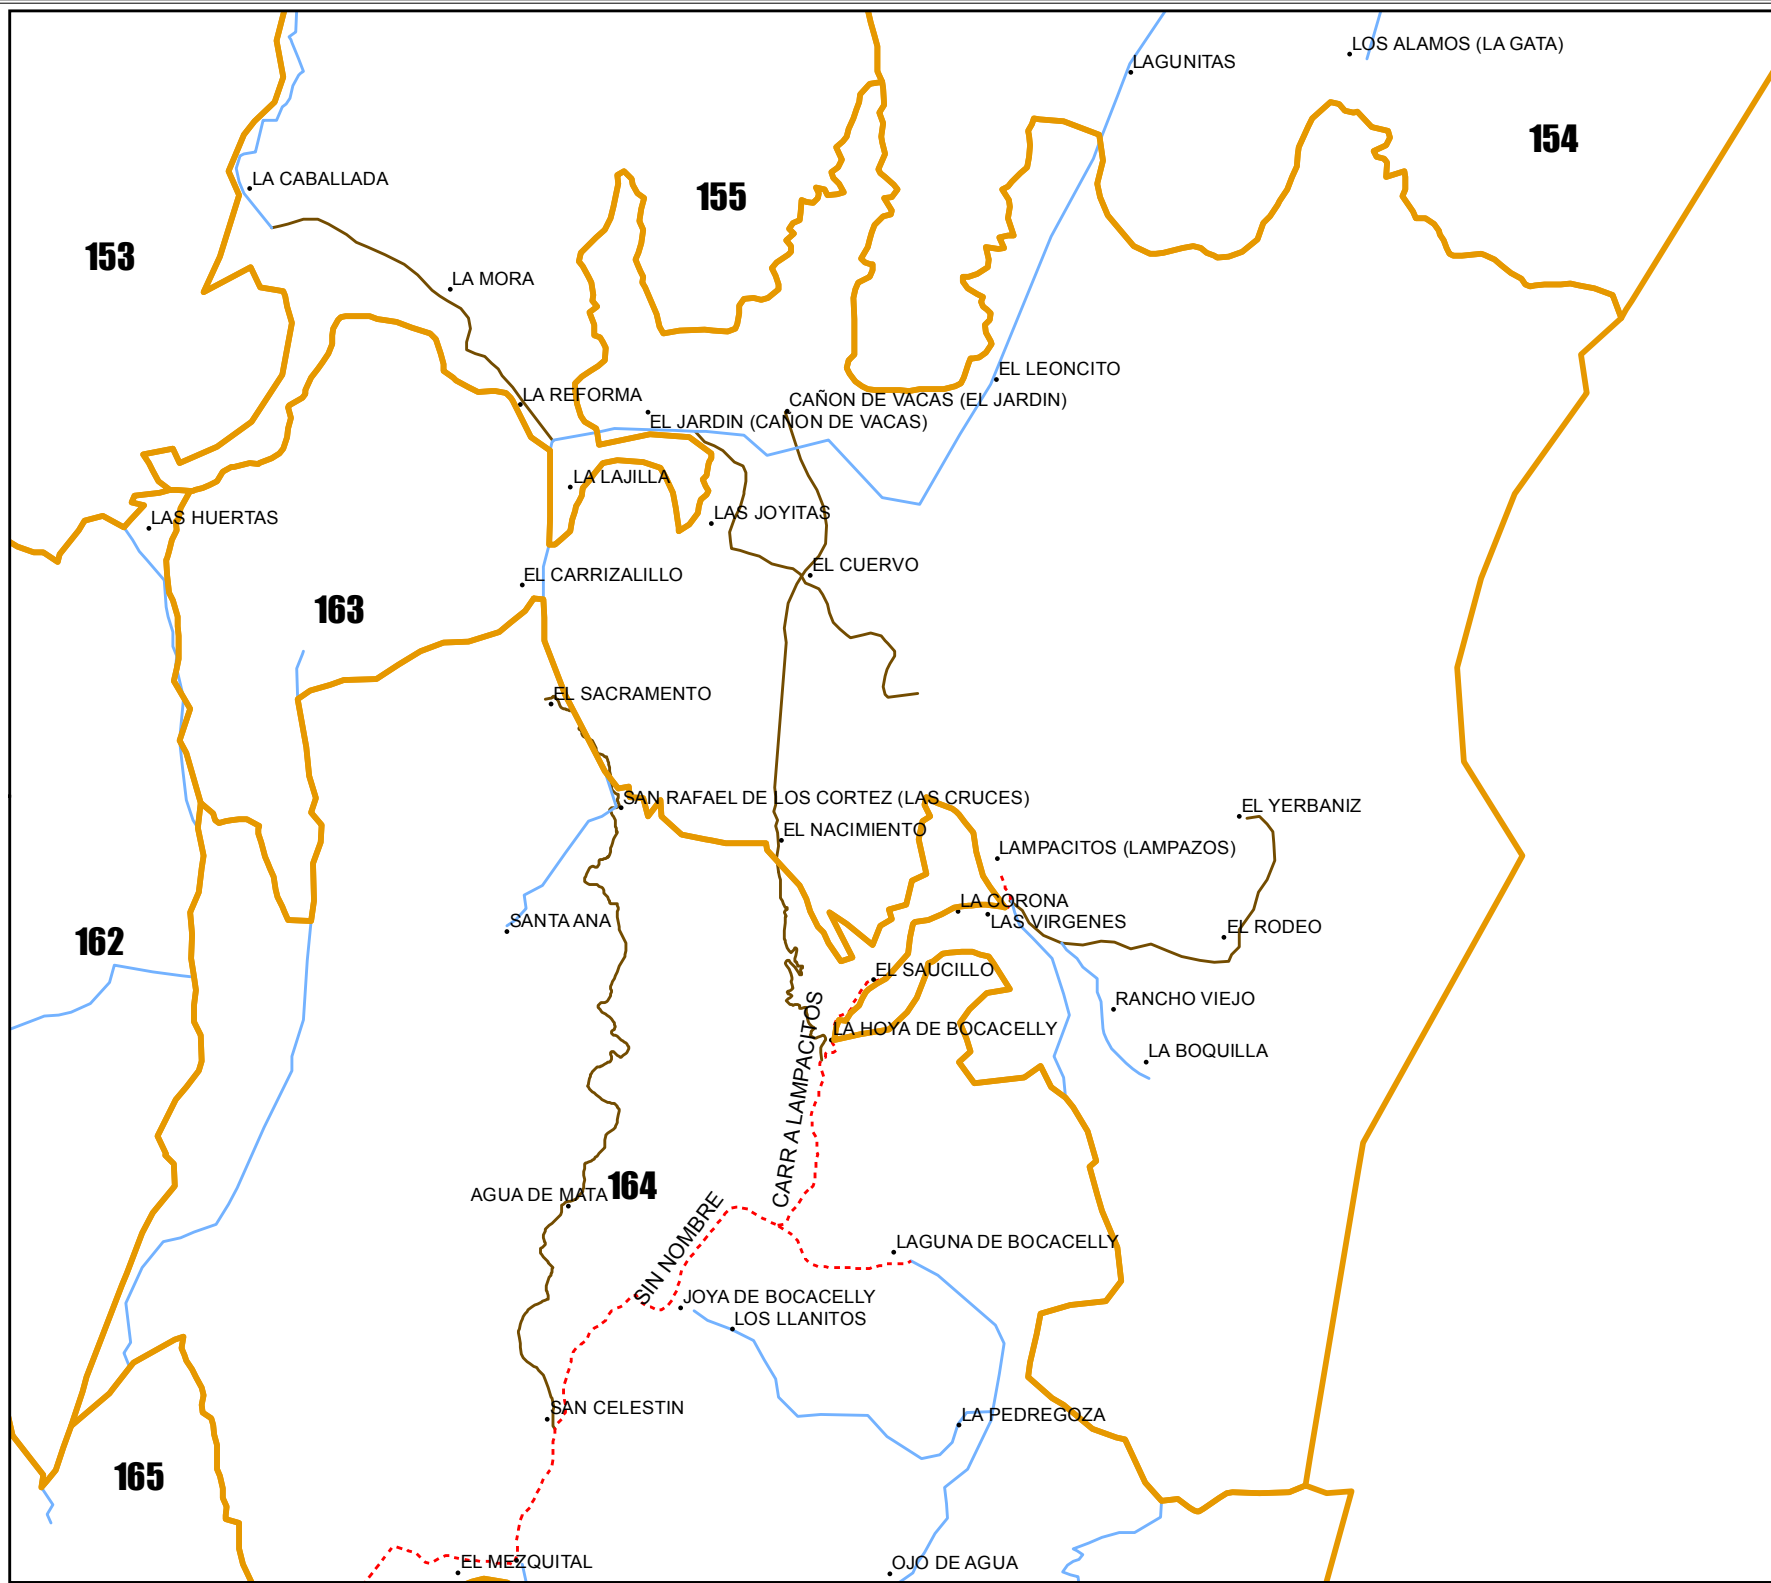 LOS ALAMOS (LA GATA)
LAGUNITAS
154
LA CABALLADA
155
153
LA MORA
EL LEONCITO
LA REFORMA
CAÑON DE VACAS (EL JARDIN)
EL JARDIN (CAÑON DE VACAS)
LA LAJILLA
LAS HUERTAS
LAS JOYITAS
EL CUERVO
EL CARRIZALILLO
163
EL SACRAMENTO
SAN RAFAEL DE LOS CORTEZ (LAS CRUCES)
EL YERBANIZ
EL NACIMIENTO
LAMPACITOS (LAMPAZOS)
LA CORONA
SANTA ANA
LAS VIRGENES
EL RODEO
162
EL SAUCILLO
RANCHO VIEJO
LA HOYA DE BOCACELLY
LA BOQUILLA
CARR A LAMPACITOS
164
AGUA DE MATA
SIN NOMBRE
LAGUNA DE BOCACELLY
JOYA DE BOCACELLY
LOS LLANITOS
SAN CELESTIN
LA PEDREGOZA
165
EL MEZQUITAL
OJO DE AGUA